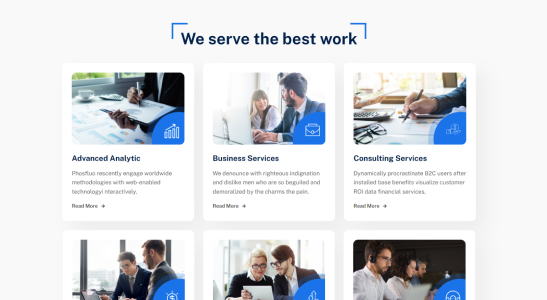 We serve the best work
Advanced Analytic
Phosfluo rescently engage worldwide
methodologies with web-enabled
technologyl nteractively.
Read More →
Business Services
We denounce with righteous indignation
and dislike men who are so beguiled and
demoralized by the charms the pain.
Read More →
Consulting Services
Dynamically procrastinate B2C users after
installed base benefits visualize customer
ROI data financial services.
Read More →